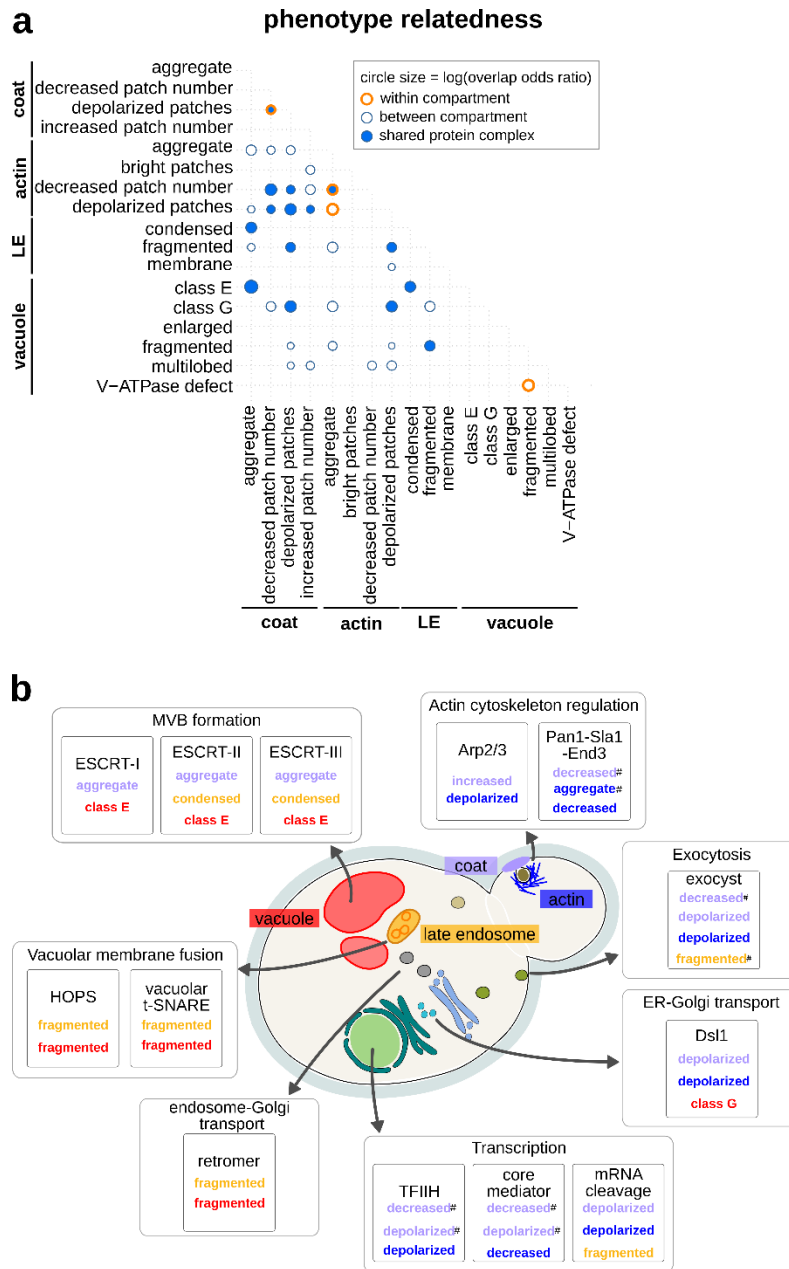 a
phenotype relatedness
circle size = log(overlap odds ratio)
within compartment
between compartment
shared protein complex
coat
aggregate
decreased patch number
depolarized patches
increased patch number
actin
aggregate
bright patches
decreased patch number
depolarized patches
LE
condensed
fragmented
membrane
vacuole
class E
class G
enlarged
fragmented
multilobed
V−ATPase defect
aggregate
decreased patch number
depolarized patches
increased patch number
aggregate
bright patches
decreased patch number
depolarized patches
condensed
fragmented
membrane
class E
class G
enlarged
fragmented
multilobed
V−ATPase defect
coat
actin
LE
vacuole
b
MVB formation
ESCRT-I
aggregate
class E
ESCRT-II
aggregate
condensed
class E
ESCRT-III
aggregate
condensed
class E
Actin cytoskeleton regulation
Arp2/3
increased
depolarized
Pan1-Sla1
-End3
decreased#
aggregate#
decreased
coat
actin
vacuole
late endosome
Exocytosis
exocyst
decreased#
depolarized
depolarized
fragmented#
Vacuolar membrane fusion
HOPS
fragmented
fragmented
vacuolar
t-SNARE
fragmented
fragmented
ER-Golgi transport
Dsl1
depolarized
depolarized
class G
endosome-Golgi
transport
retromer
fragmented
fragmented
Transcription
TFIIH
decreased#
depolarized#
depolarized
core
mediator
decreased#
depolarized#
decreased
mRNA
cleavage
depolarized
depolarized
fragmented